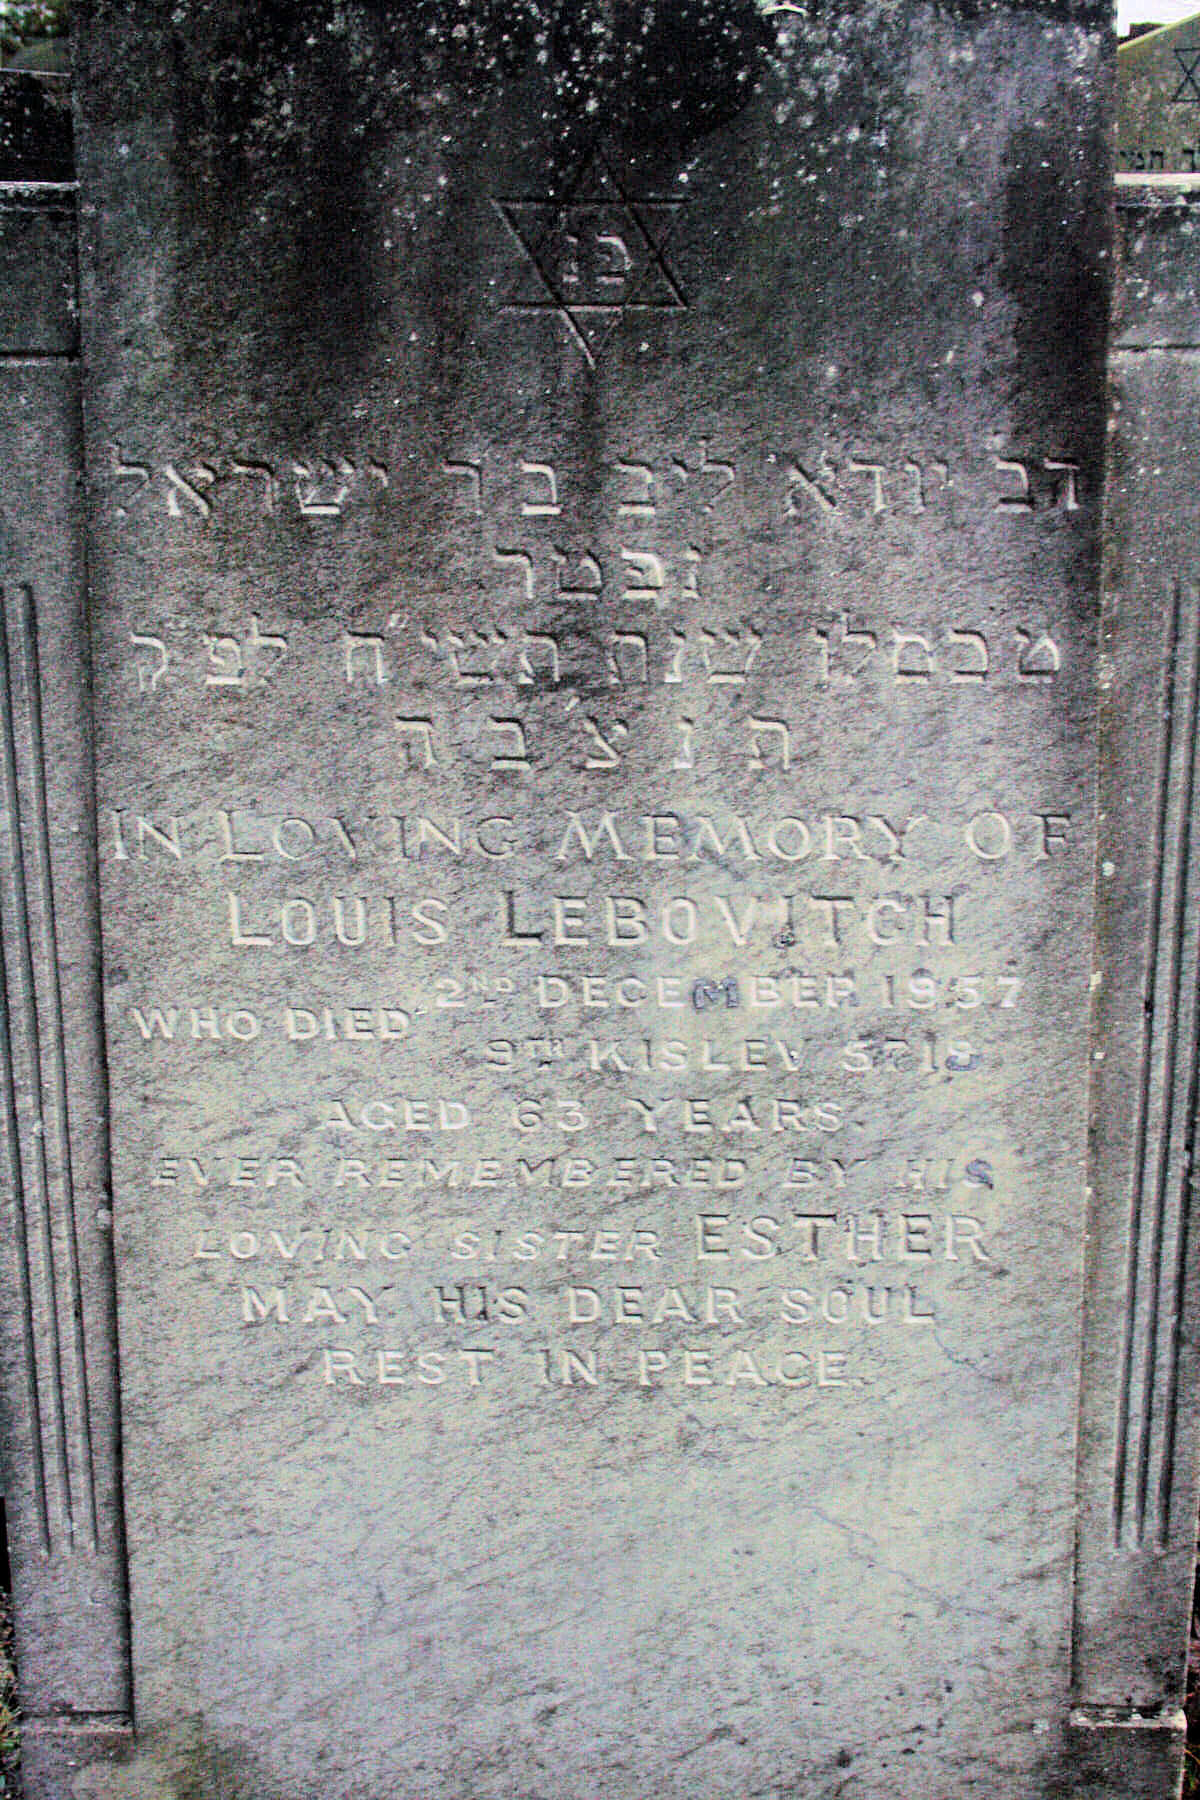 פנ
רב יודא ליב בר ישראל
נפטר
ט כסלו שנת תשי״ח לפ״ק
ת נ צ׳ ב ה
IN LOVING MEMORY OF
LOUIS LEBOVITCH
WHO DIED 2ND DECEMBER 1957
9TH KISLEV 5718
AGED 63 YEARS.
EVER REMEMBERED BY HIS
LOVING SISTER ESTHER
MAY HIS DEAR SOUL
REST IN PEACE.